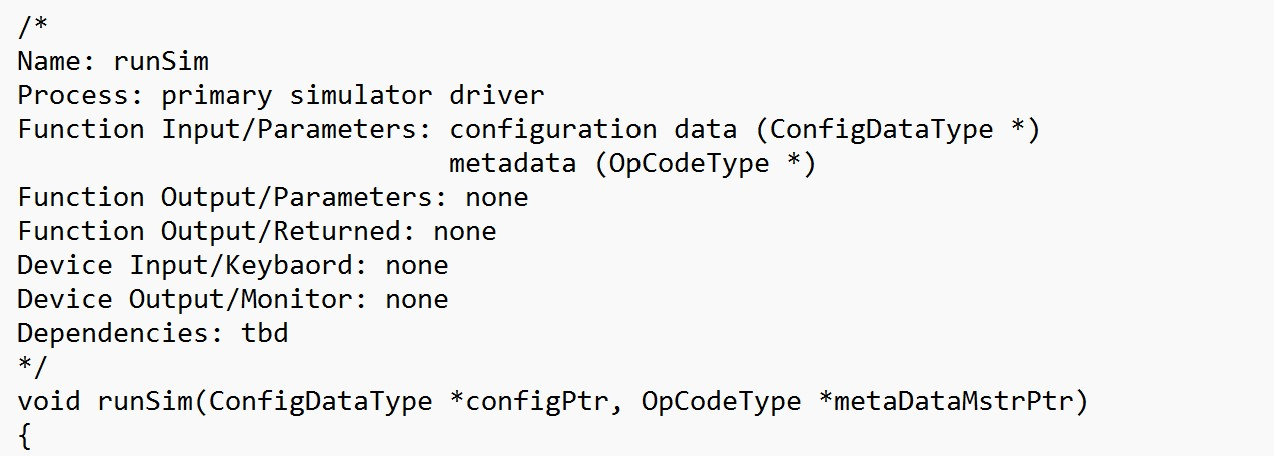 /*
Name: runSim
Process: primary simulator driver
Function Input/Parameters: configuration data (ConfigDataType *)
                           metadata (OpCodeType *)
Function Output/Parameters: none
Function Output/Returned: none
Device Input/Keybaord: none
Device Output/Monitor: none
Dependencies: tbd
*/
void runSim(ConfigDataType *configPtr, OpCodeType *metaDataMstrPtr)
{